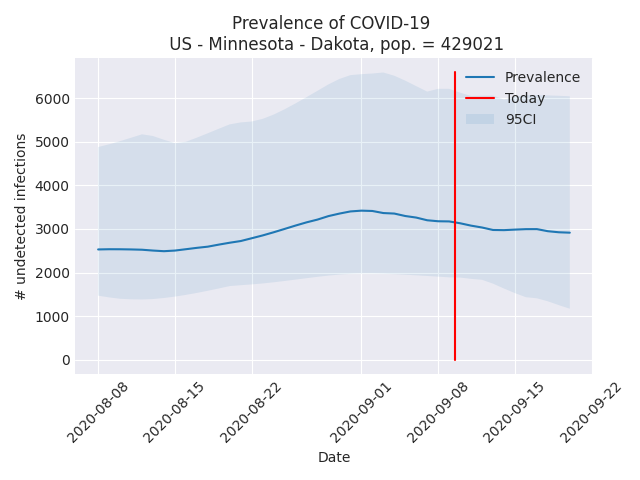 Prevalence of COVID-19
US - Minnesota - Dakota, pop. = 429021
# undetected infections
6000
5000
4000
3000
2000
1000
0
Prevalence
Today
95CI
2020-08-08
2020-08-15
2020-08-22
2020-09-01
2020-09-08
2020-09-15
2020-09-22
Date